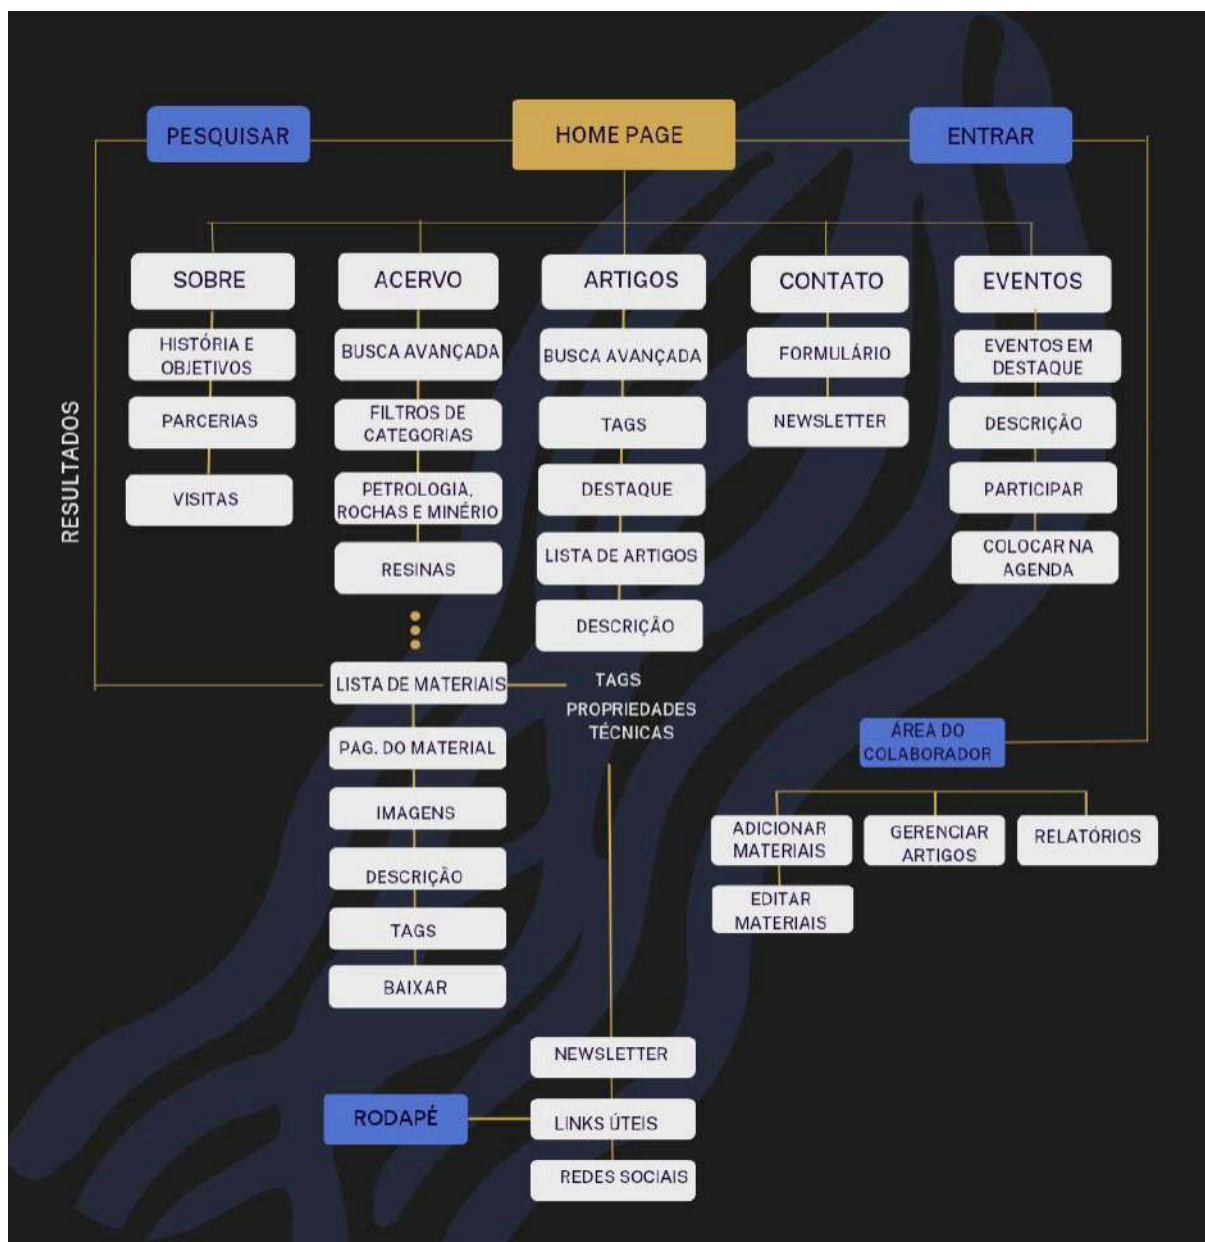 PESQUISAR
HOME PAGE
ENTRAR
SOBRE
HISTÓRIA E
OBJETIVOS
PARCERIAS
VISITAS
ACERVO
BUSCA AVANÇADA
FILTROS DE
CATEGORIAS
PETROLOGIA,
ROCHAS E MINÉRIO
RESINAS
ARTIGOS
BUSCA AVANÇADA
TAGS
DESTAQUE
LISTA DE ARTIGOS
DESCRIÇÃO
CONTATO
FORMULÁRIO
NEWSLETTER
EVENTOS
EVENTOS EM
DESTAQUE
DESCRIÇÃO
PARTICIPAR
COLOCAR NA
AGENDA
RESULTADOS
LISTA DE MATERIAIS
TAGS
PROPRIEDADES
TÉCNICAS
PAG. DO MATERIAL
IMAGENS
DESCRIÇÃO
TAGS
BAIXAR
ÁREA DO
COLABORADOR
ADICIONAR
MATERIAIS
GERENCIAR
ARTIGOS
RELATÓRIOS
EDITAR
MATERIAIS
NEWSLETTER
RODAPÉ
LINKS ÚTEIS
REDES SOCIAIS